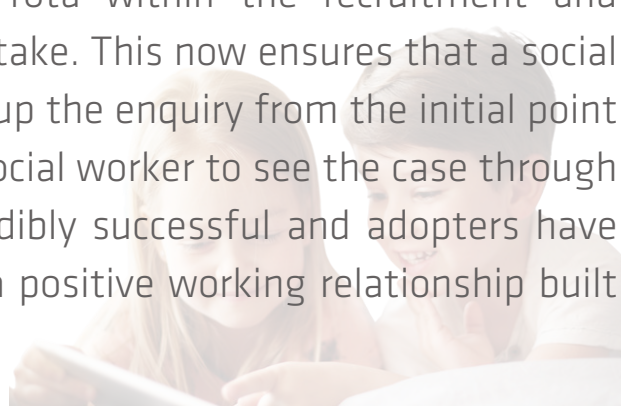 rota within the recruitment and
take. This now ensures that a social
up the enquiry from the initial point
ocial worker to see the case through
dibly successful and adopters have
positive working relationship built